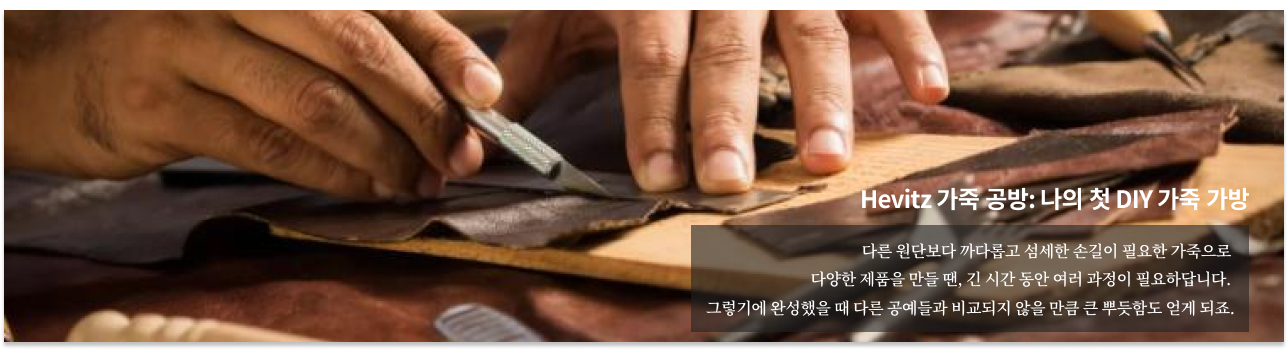 Hevitz 가죽 공방: 나의 첫 DIY 가죽 가방
다른 원단보다 까다롭고 섬세한 손길이 필요한 가죽으로
다양한 제품을 만들 땐, 긴 시간 동안 여러 과정이 필요하답니다.
그렇기에 완성했을 때 다른 공예들과 비교되지 않을 만큼 큰 뿌듯함도 얻게 되죠.